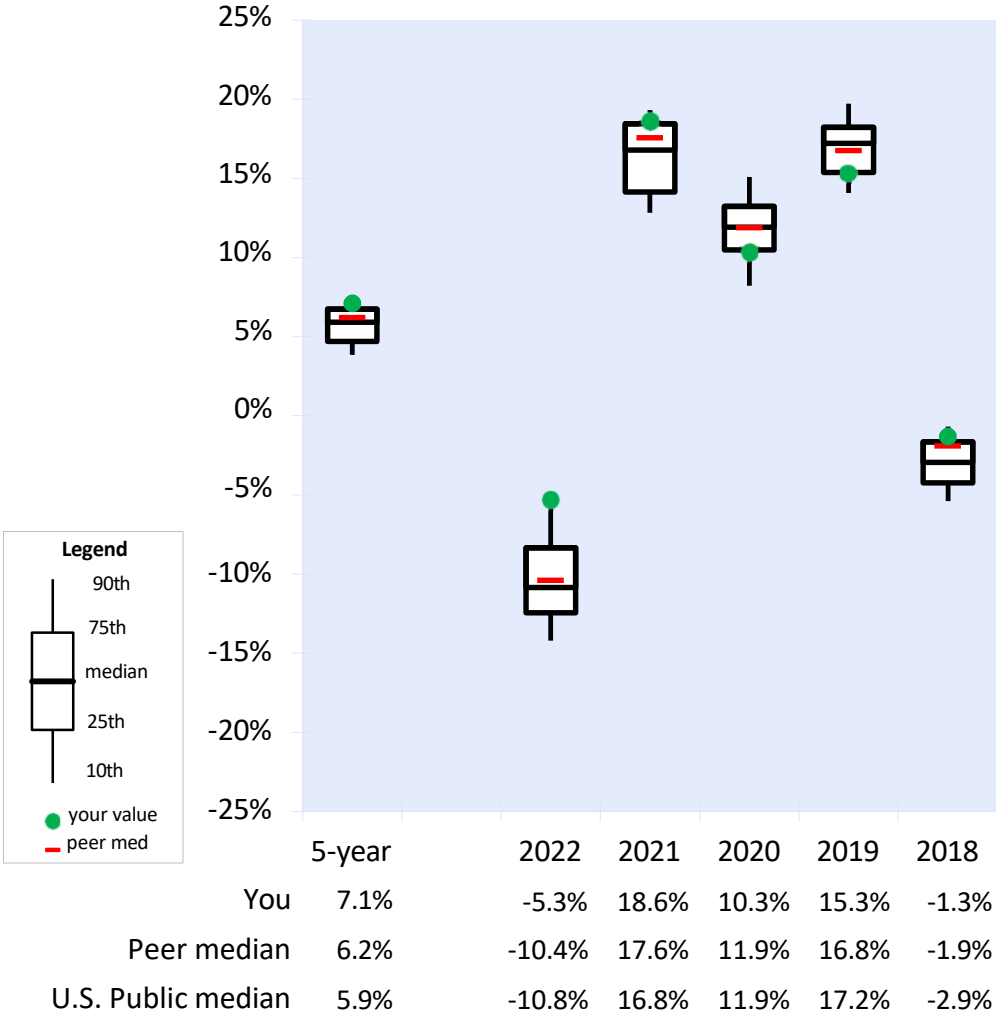 25%
20%
15%
10%
5%
0%
-5%
-10%
-15%
-20%
-25%
Legend
90th
75th
median
25th
10th
your value
peer med
5-year 2022 2021 2020 2019 2018
You 7.1% -5.3% 18.6% 10.3% 15.3% -1.3%
Peer median 6.2% -10.4% 17.6% 11.9% 16.8% -1.9%
U.S. Public median 5.9% -10.8% 16.8% 11.9% 17.2% -2.9%